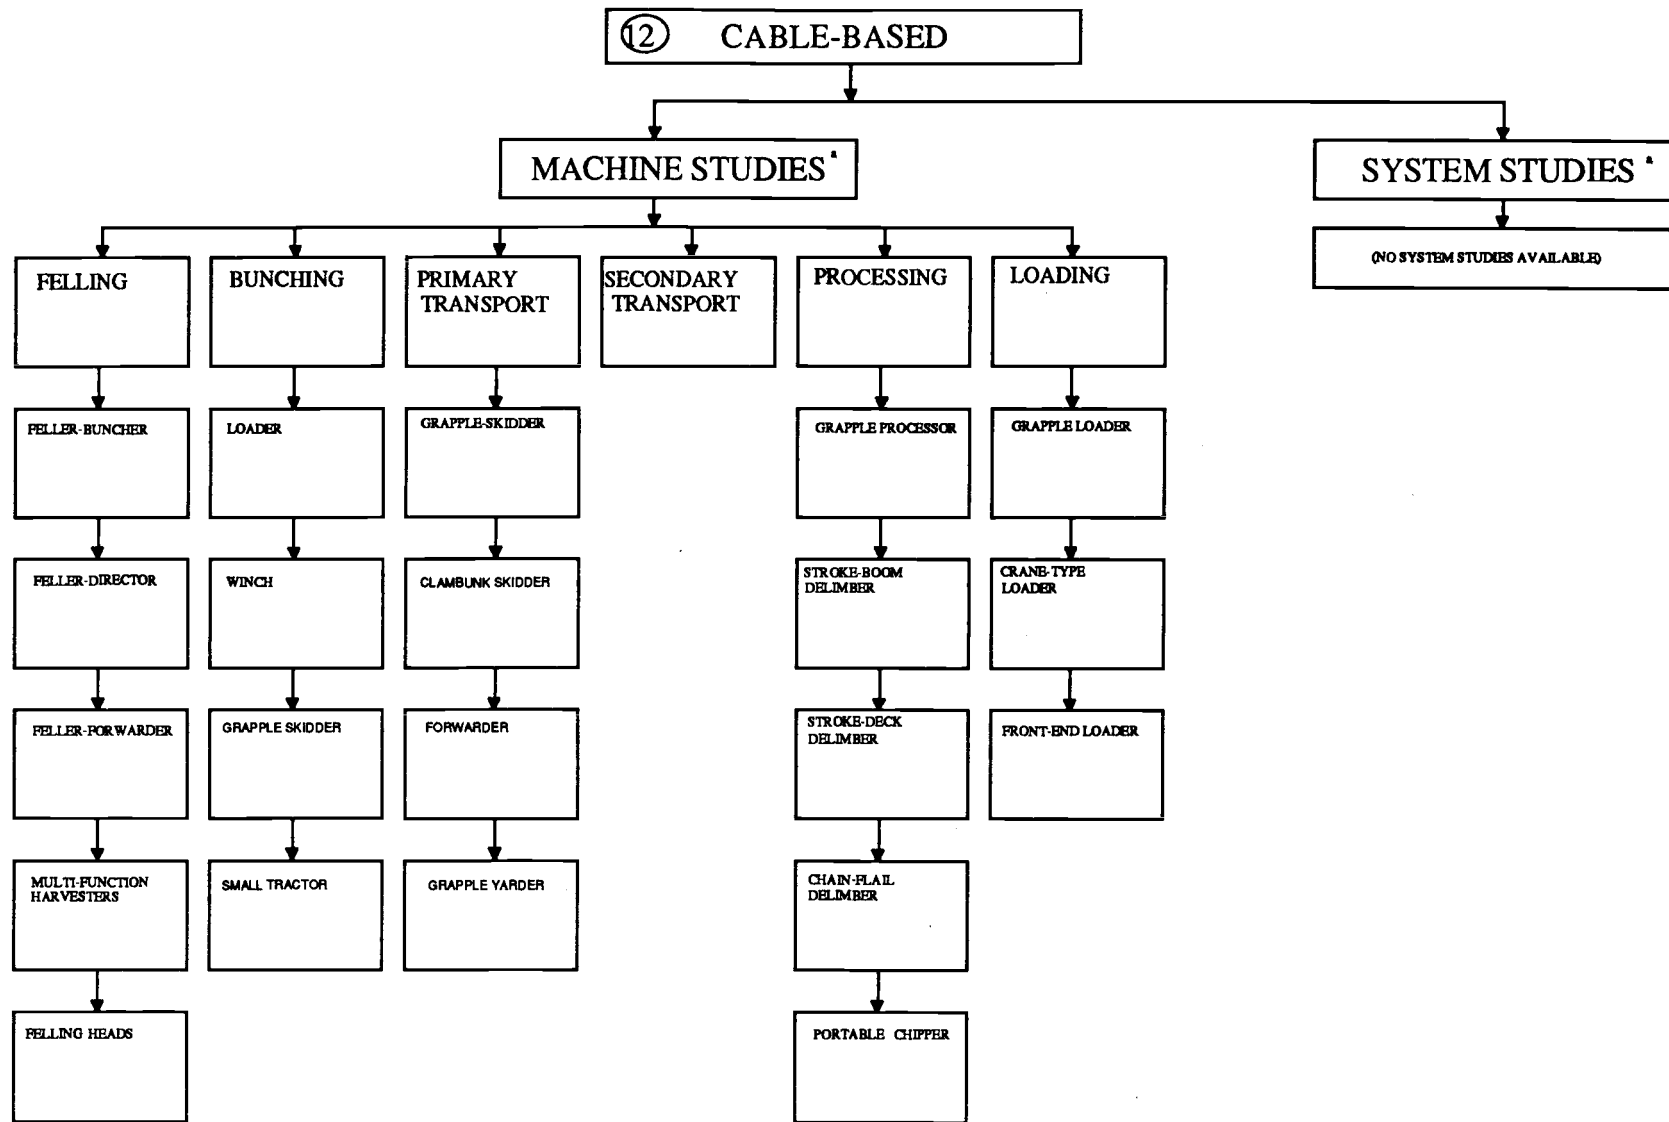 12 CABLE-BASED
MACHINE STUDIES a
SYSTEM STUDIES a
(NO SYSTEM STUDIES AVAILABLE)
FELLING
BUNCHING
PRIMARY
TRANSPORT
SECONDARY
TRANSPORT
PROCESSING
LOADING
FELLER-BUNCHER
LOADER
GRAPPLE-SKIDDER
GRAPPLE PROCESSOR
GRAPPLE LOADER
FELLER-DIRECTOR
WINCH
CLAMBUNK SKIDDER
STROKE-BOOM
DELIMBER
CRANE-TYPE
LOADER
FELLER-FORWARDER
GRAPPLE SKIDDER
FORWARDER
STROKE-DECK
DELIMBER
FRONT-END LOADER
MULTI-FUNCTION
HARVESTERS
SMALL TRACTOR
GRAPPLE YARDER
CHAIN-FLAIL
DELIMBER
FELLING HEADS
PORTABLE CHIPPER